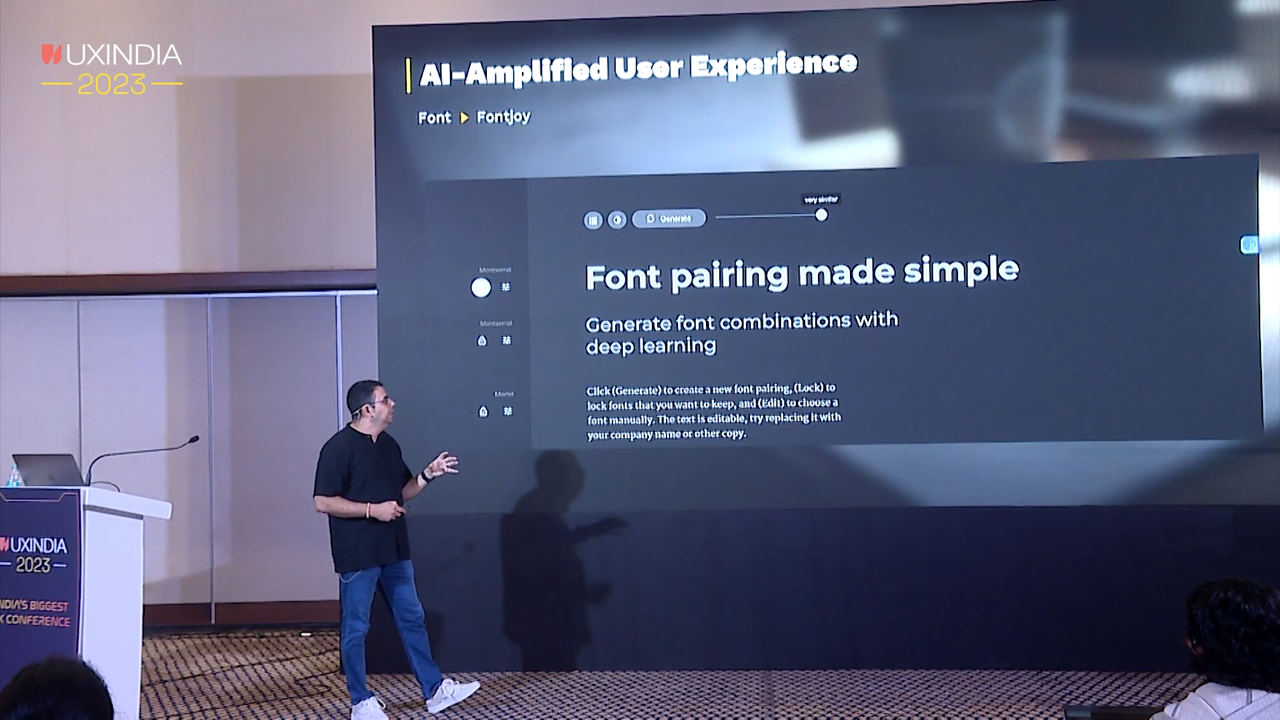 UXINDIA
2023
AI-Amplified User Experience
Font ▶ Fontjoy
very similar
Generate
Montserrat
Font pairing made simple
Montserrat
Generate font combinations with
deep learning
Martel
Click (Generate) to create a new font pairing, (Lock) to
lock fonts that you want to keep, and (Edit) to choose a
font manually. The text is editable, try replacing it with
your company name or other copy.
UXINDIA
2023
NDIA'S BIGGEST
X CONFERENCE